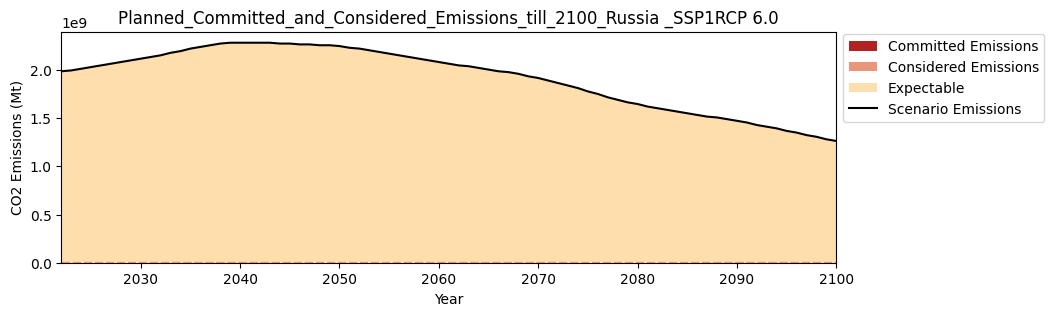 Planned_Committed_and_Considered_Emissions_till_2100_Russia _SSP1RCP 6.0
1e9
2.0
1.5
1.0
0.5
0.0
CO2 Emissions (Mt)
2030 2040 2050 2060 2070 2080 2090 2100
Year
Committed Emissions
Considered Emissions
Expectable
Scenario Emissions